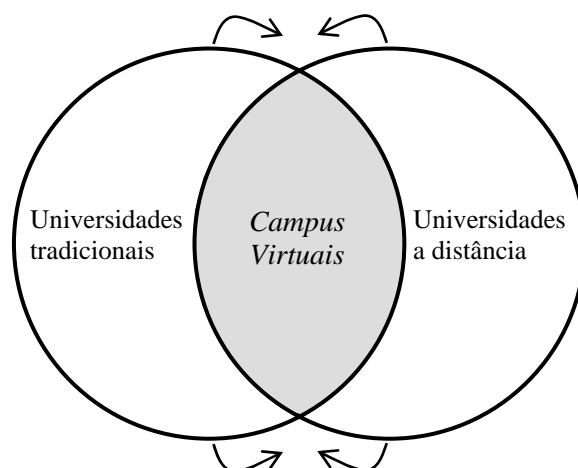 Universidades
tradicionais
Campus
Virtuais
Universidades
a distância